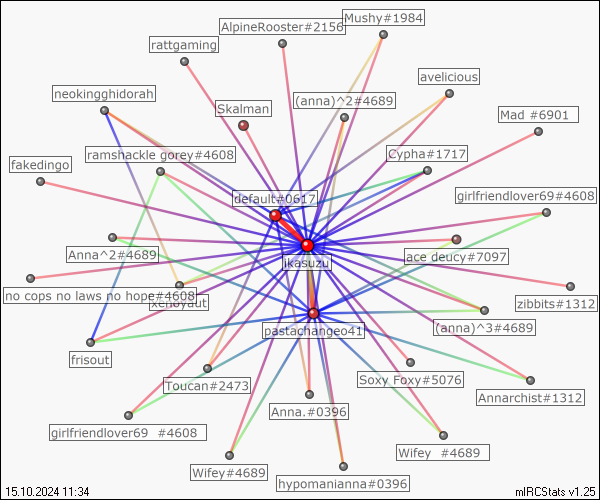 Mushy#1984
AlpineRooster#2156
rattgaming
avelicious
neokingghidorah
(anna)^2#4689
Skalman
Mad #6901
Cypha#1717
ramshackle gorey#4608
fakedingo
default#0617
girlfriendlover69#4608
Anna^2#4689
ace deucy#7097
jkasuzu
no cops no laws no hope#4608
xenoyaut
zibbits#1312
(anna)^3#4689
pastachangeo41
frisout
Soxy Foxy#5076
Toucan#2473
Annarchist#1312
Anna.#0396
girlfriendlover69  #4608
Wifey  #4689
Wifey#4689
hypomanianna#0396
15.10.2024 11:34
mIRCStats v1.25